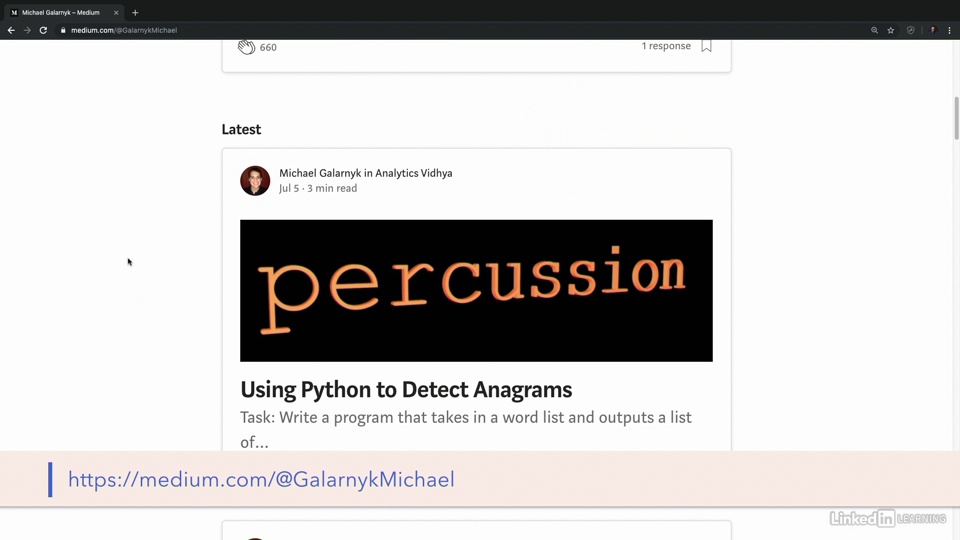 Michael Galarnyk – Medium
medium.com/@GalarnykMichael
660
1 response
Latest
Michael Galarnyk in Analytics Vidhya
Jul 5 · 3 min read
percussion
Using Python to Detect Anagrams
Task: Write a program that takes in a word list and outputs a list
of...
https://medium.com/@GalarnykMichael
LinkedIn LEARNING